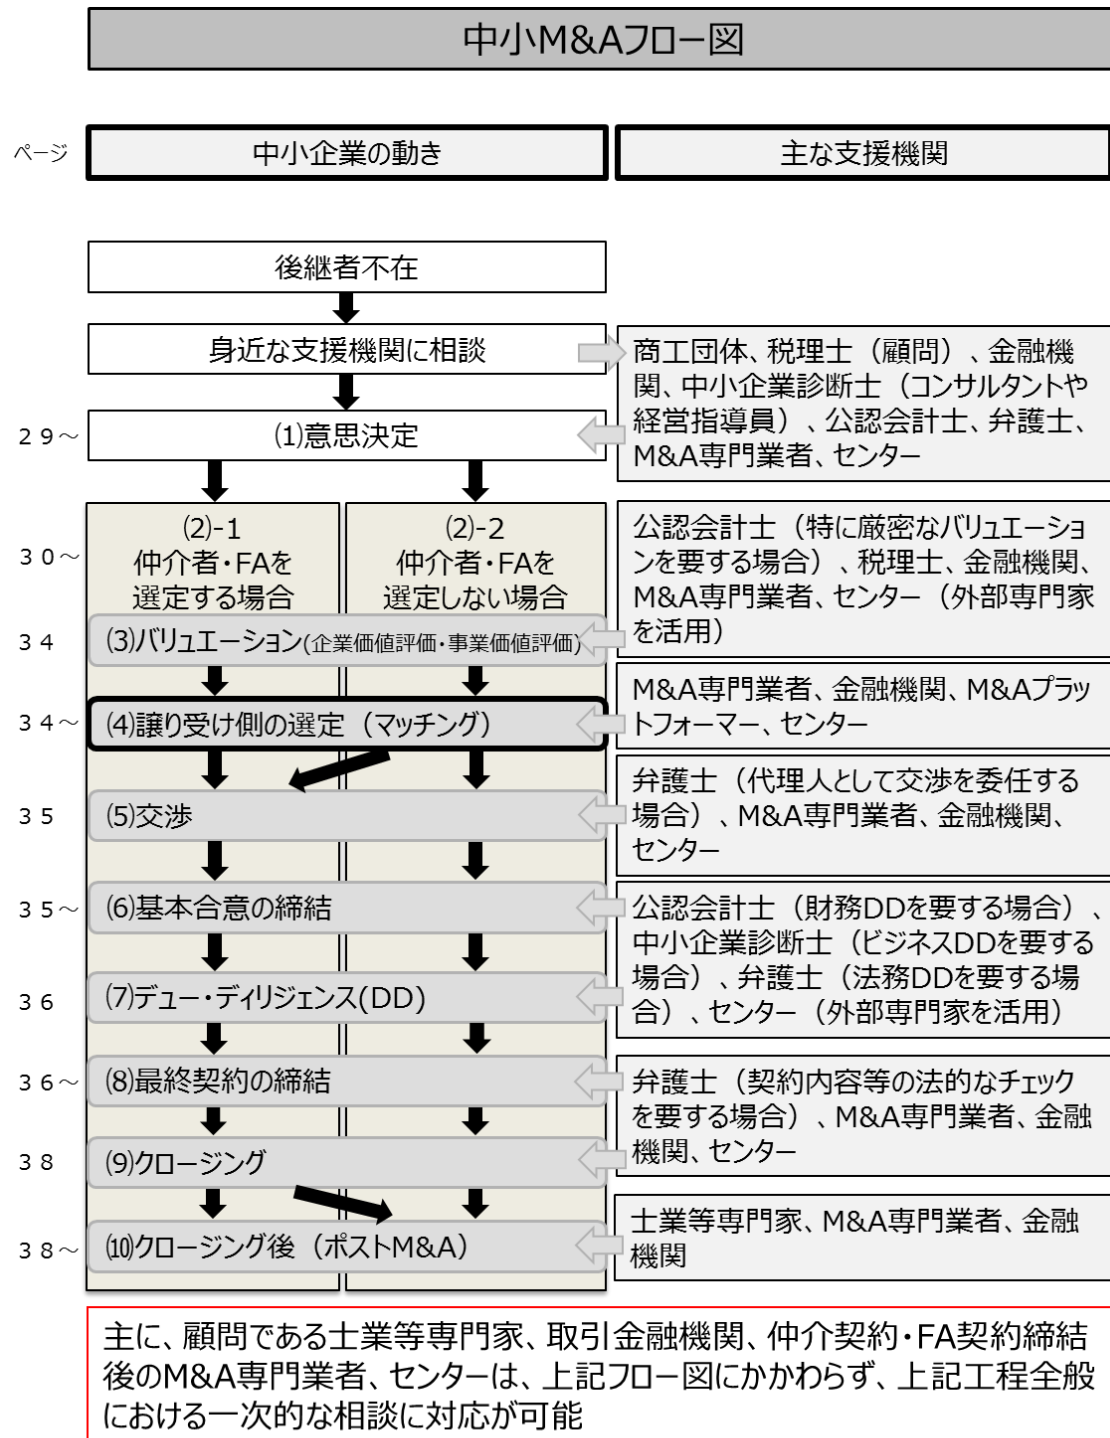 中小M&Aフロー図
ページ
中小企業の動き
主な支援機関
後継者不在
身近な支援機関に相談
商工団体、税理士（顧問）、金融機
関、中小企業診断士（コンサルタントや
経営指導員）、公認会計士、弁護士、
M&A専門業者、センター
29～
⑴意思決定
30～
⑵-1
仲介者・FAを
選定する場合
⑵-2
仲介者・FAを
選定しない場合
公認会計士（特に厳密なバリュエーショ
ンを要する場合）、税理士、金融機関、
M&A専門業者、センター（外部専門家
を活用）
34
⑶バリュエーション(企業価値評価・事業価値評価)
34～
⑷譲り受け側の選定（マッチング）
M&A専門業者、金融機関、M&Aプラッ
トフォーマー、センター
35
⑸交渉
弁護士（代理人として交渉を委任する
場合）、M&A専門業者、金融機関、
センター
35～
⑹基本合意の締結
公認会計士（財務DDを要する場合）、
中小企業診断士（ビジネスDDを要する
場合）、弁護士（法務DDを要する場
合）、センター（外部専門家を活用）
36
⑺デュー・ディリジェンス(DD)
36～
⑻最終契約の締結
弁護士（契約内容等の法的なチェック
を要する場合）、M&A専門業者、金融
機関、センター
38
⑼クロージング
38～
⑽クロージング後（ポストM&A）
士業等専門家、M&A専門業者、金融
機関
主に、顧問である士業等専門家、取引金融機関、仲介契約・FA契約締結
後のM&A専門業者、センターは、上記フロー図にかかわらず、上記工程全般
における一次的な相談に対応が可能